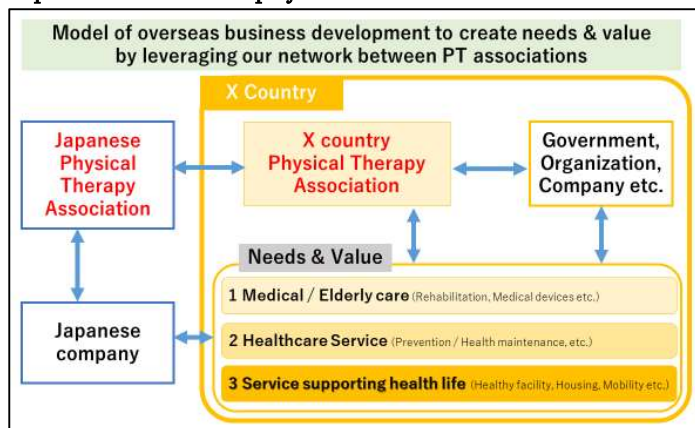 Model of overseas business development to create needs & value
by leveraging our network between PT associations
X Country
Japanese
Physical
Therapy
Association
X country
Physical Therapy
Association
Government,
Organization,
Company etc.
Needs & Value
1 Medical / Elderly care (Rehabilitation, Medical devices etc.)
Japanese
company
2 Healthcare Service (Prevention / Health maintenance, etc.)
3 Service supporting health life (Healthy facility, Housing, Mobility etc.)